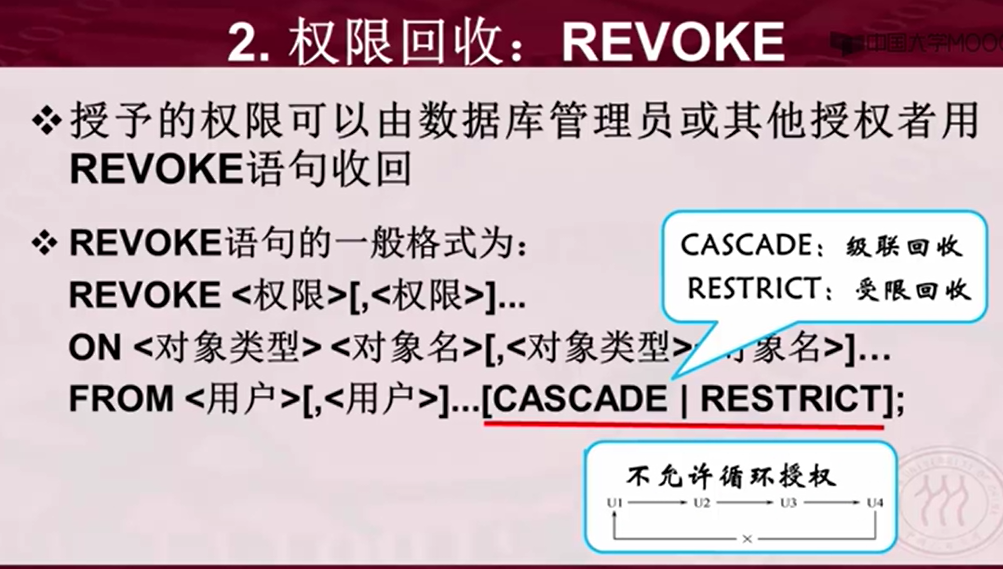 2. 权限回收：REVOKE
中国大学MOO
❖授予的权限可以由数据库管理员或其他授权者用
REVOKE语句收回
❖ REVOKE语句的一般格式为：
CASCADE：级联回收
RESTRICT：受限回收
REVOKE <权限>[,<权限>]...
ON <对象类型> <对象名>[,<对象类型> 对象名>]…
FROM <用户>[,<用户>]...[CASCADE | RESTRICT];
不允许循环授权
U1 U2 U3 U4
×